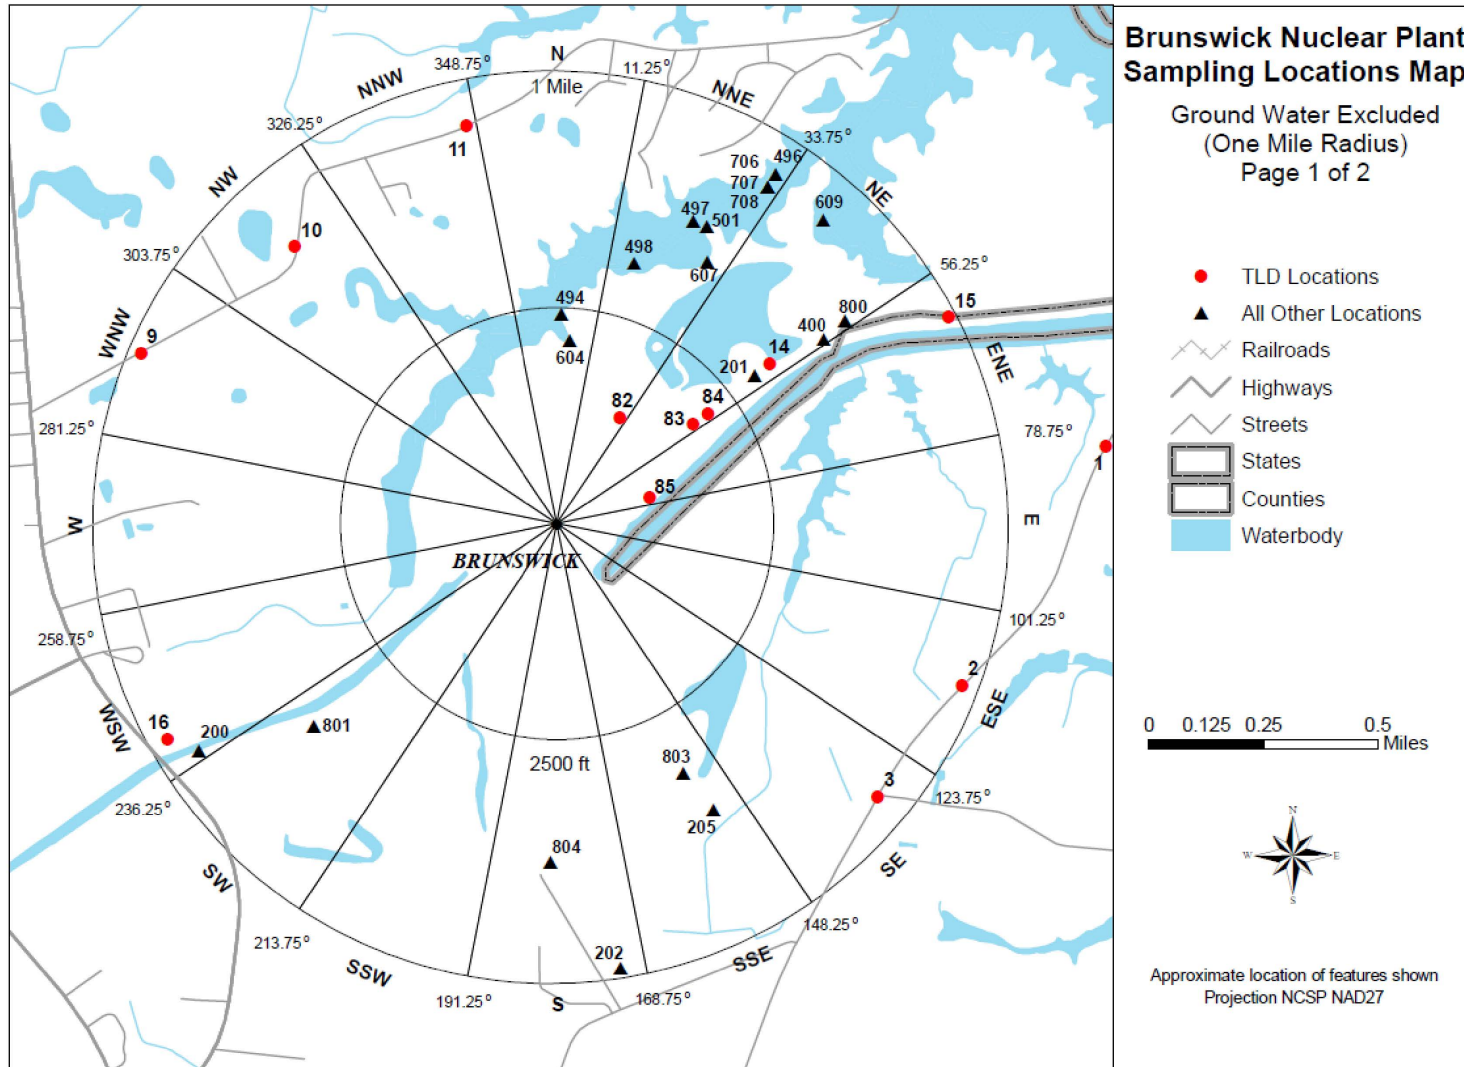 Brunswick Nuclear Plant
Sampling Locations Map
Ground Water Excluded
(One Mile Radius)
Page 1 of 2
TLD Locations
All Other Locations
Railroads
Highways
Streets
States
Counties
Waterbody
0 0.125 0.25 0.5
Miles
N
W E
S
Approximate location of features shown
Projection NCSP NAD27
N
348.75°
11.25°
1 Mile
NNW
NNE
326.25°
33.75°
11
706 496
707
708
NW
NE
609
497
501
10
498
607
303.75°
56.25°
494
800
15
WNW
9
604
400
14
ENE
201
82
84
83
281.25°
78.75°
1
85
W
E
BRUNSWICK
258.75°
101.25°
2
WSW
16
200
801
ESE
2500 ft
803
3
236.25°
123.75°
205
804
SW
SE
148.25°
213.75°
202
SSW
SSE
191.25°
S
168.75°